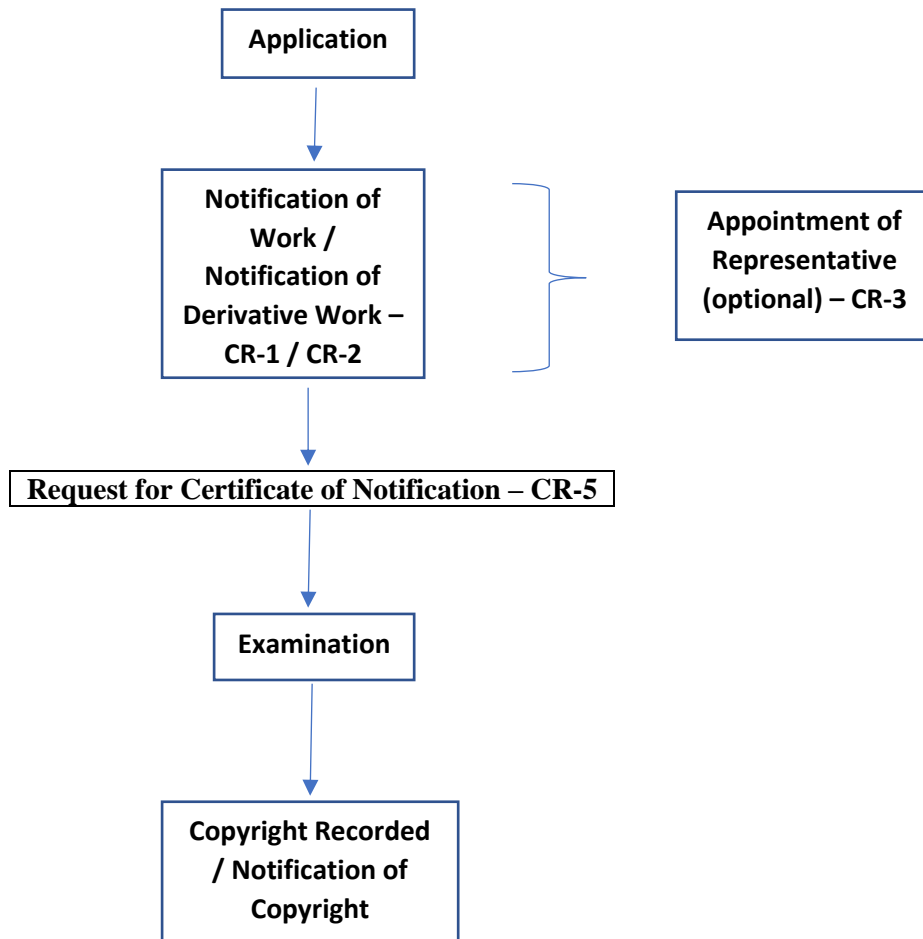 Application
Notification of
Work /
Notification of
Derivative Work –
CR-1 / CR-2
Appointment of
Representative
(optional) – CR-3
Request for Certificate of Notification – CR-5
Examination
Copyright Recorded
/ Notification of
Copyright